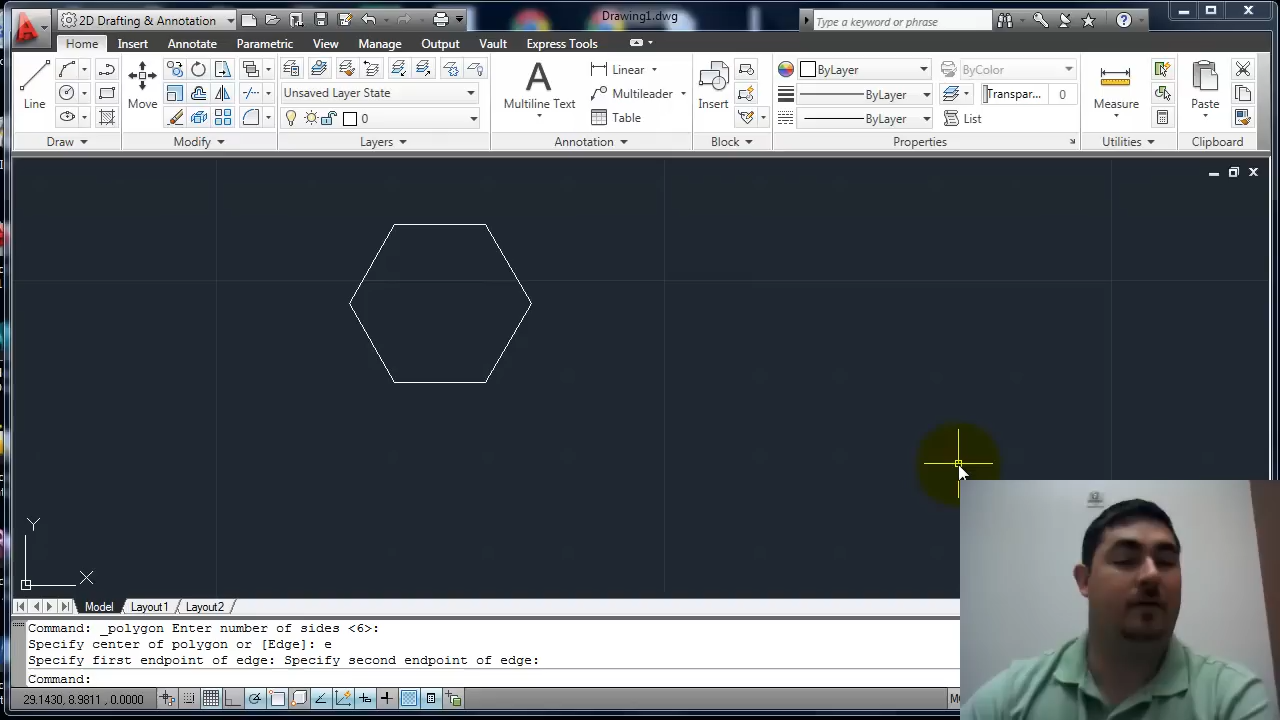 2D Drafting & Annotation
Drawing1.dwg
Type a keyword or phrase
Home Insert Annotate Parametric View Manage Output Vault Express Tools
Line
Move
Unsaved Layer State
0
Multiline Text
Linear
Multileader
Table
Insert
ByLayer
ByLayer
ByLayer
ByColor
Transpar... 0
List
Measure
Paste
Draw Modify Layers Annotation Block Properties Utilities Clipboard
Y
X
Model Layout1 Layout2
Command: _polygon Enter number of sides <6>:
Specify center of polygon or [Edge]: e
Specify first endpoint of edge: Specify second endpoint of edge:
Command:
29.1430, 8.9811 , 0.0000